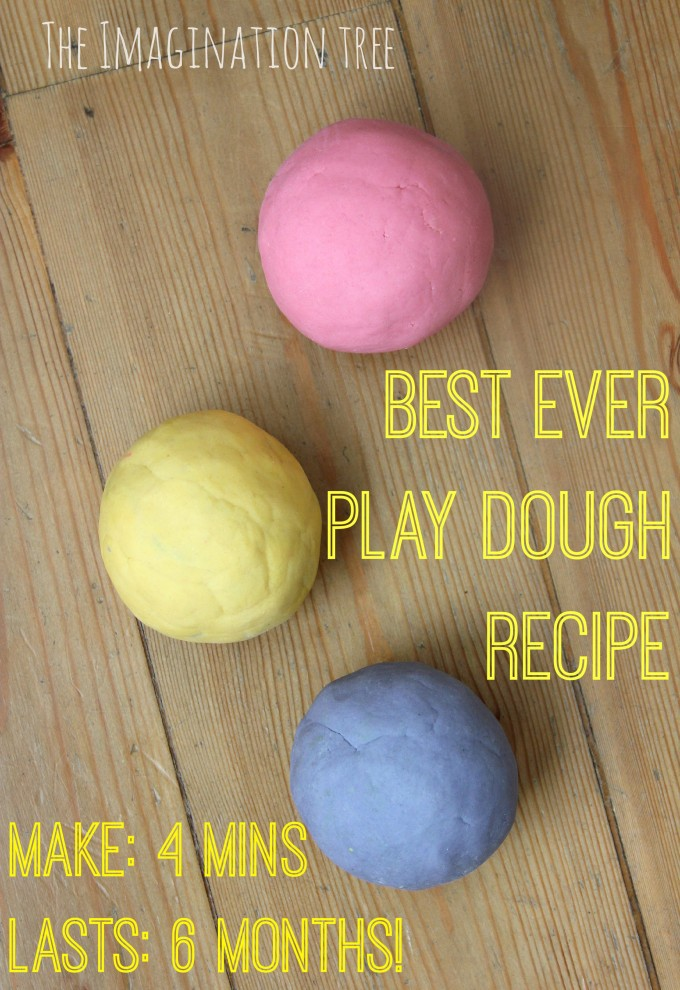 The Imagination Tree
BEST EVER
PLAY DOUGH
RECIPE
MAKE: 4 MINS
LASTS: 6 MONTHS!